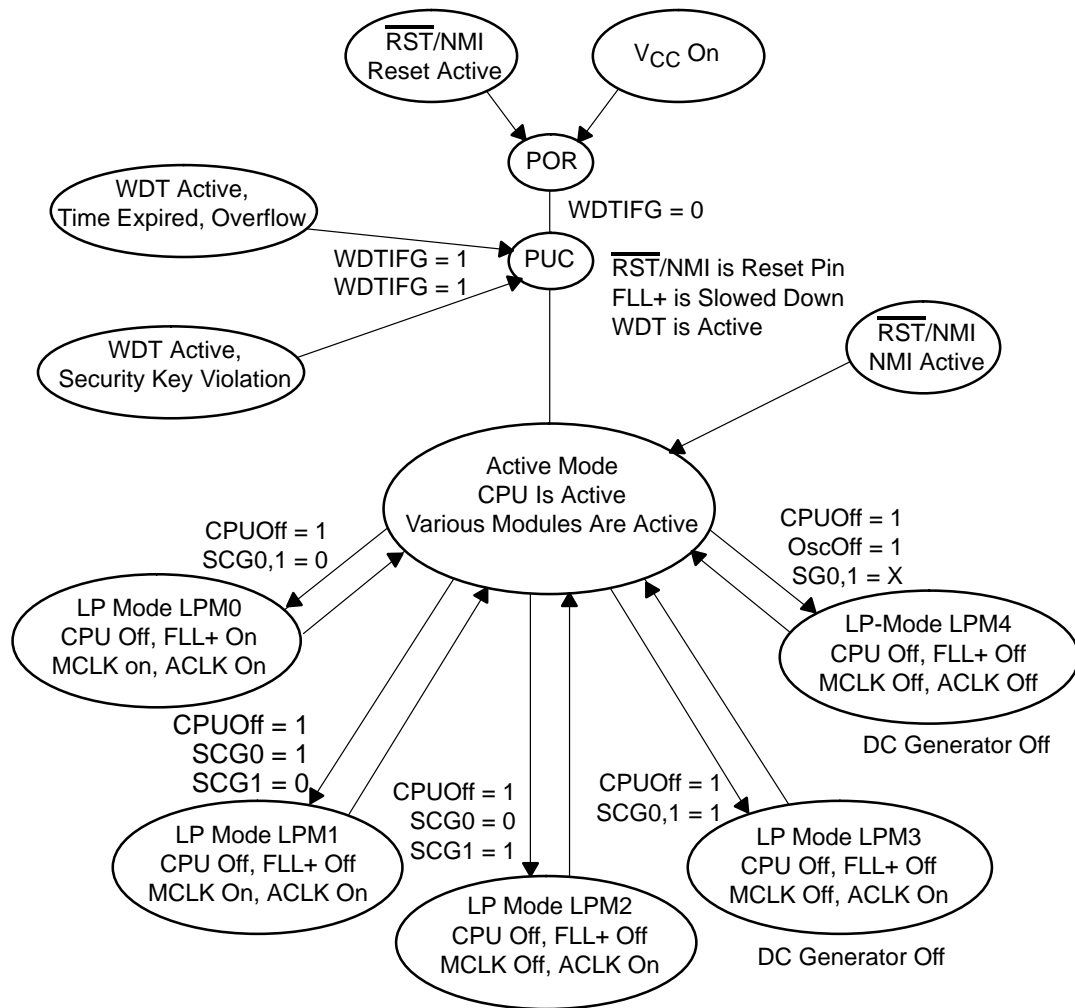 RST/NMI
Reset Active
VCC On
POR
WDTIFG = 0
WDT Active,
Time Expired, Overflow
WDTIFG = 1
WDTIFG = 1
PUC
RST/NMI is Reset Pin
FLL+ is Slowed Down
WDT is Active
WDT Active,
Security Key Violation
RST/NMI
NMI Active
Active Mode
CPU Is Active
Various Modules Are Active
CPUOff = 1
SCG0,1 = 0
CPUOff = 1
OscOff = 1
SG0,1 = X
LP Mode LPM0
CPU Off, FLL+ On
MCLK on, ACLK On
LP-Mode LPM4
CPU Off, FLL+ Off
MCLK Off, ACLK Off
DC Generator Off
CPUOff = 1
SCG0 = 1
SCG1 = 0
CPUOff = 1
SCG0 = 0
SCG1 = 1
CPUOff = 1
SCG0,1 = 1
LP Mode LPM1
CPU Off, FLL+ Off
MCLK On, ACLK On
LP Mode LPM2
CPU Off, FLL+ Off
MCLK Off, ACLK On
LP Mode LPM3
CPU Off, FLL+ Off
MCLK Off, ACLK On
DC Generator Off